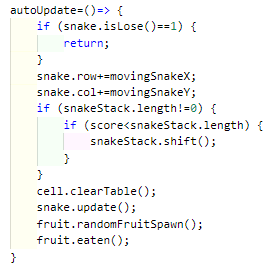 autoUpdate=()=> {
    if (snake.isLose()==1) {
        return;
    }
    snake.row+=movingSnakeX;
    snake.col+=movingSnakeY;
    if (snakeStack.length!=0) {
        if (score<snakeStack.length) {
            snakeStack.shift();
        }
    }
    cell.clearTable();
    snake.update();
    fruit.randomFruitSpawn();
    fruit.eaten();
}